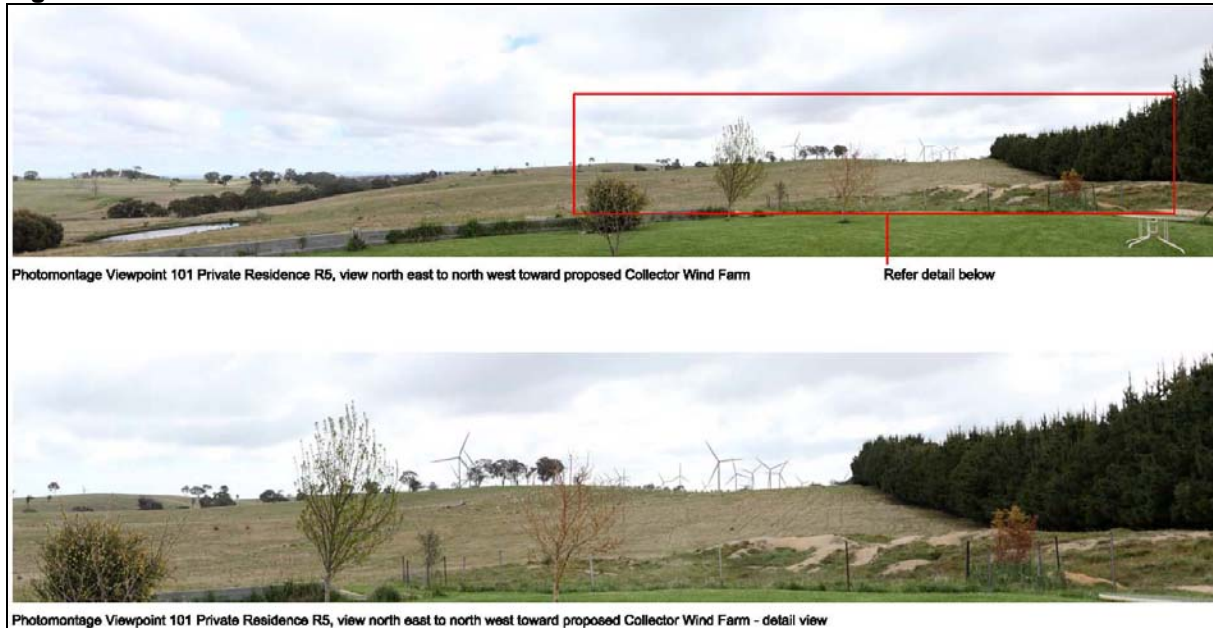 Photomontage Viewpoint 101 Private Residence R5, view north east to north west toward proposed Collector Wind Farm
Refer detail below
Photomontage Viewpoint 101 Private Residence R5, view north east to north west toward proposed Collector Wind Farm - detail view